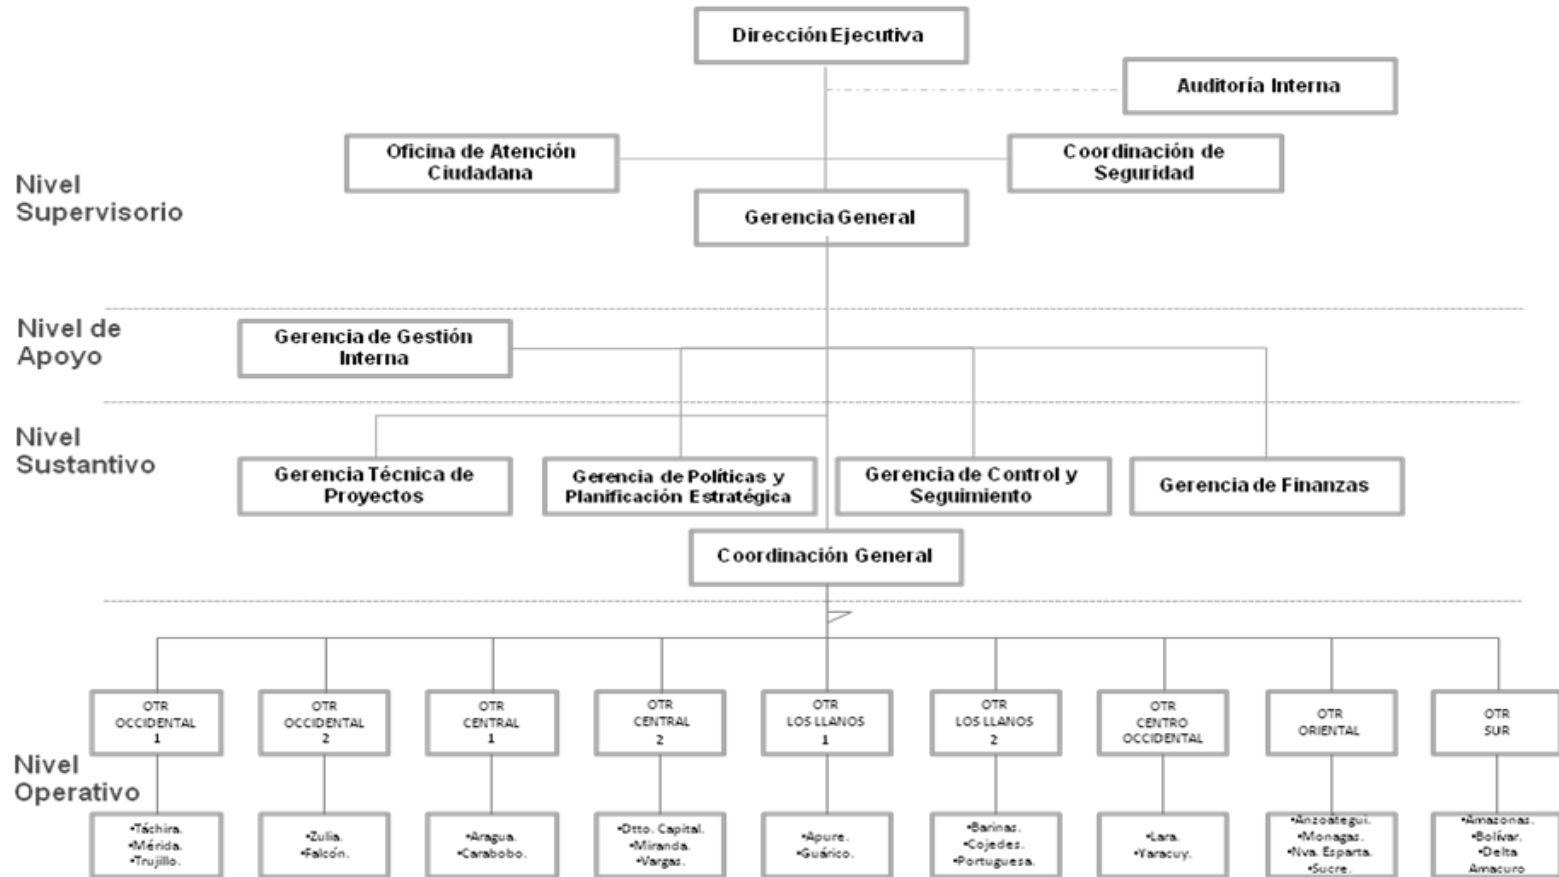 Dirección Ejecutiva
Auditoría Interna
Oficina de Atención
Ciudadana
Coordinación de
Seguridad
Nivel
Supervisorio
Gerencia General
Nivel de
Apoyo
Gerencia de Gestión
Interna
Nivel
Sustantivo
Gerencia Técnica de
Proyectos
Gerencia de Políticas y
Planificación Estratégica
Gerencia de Control y
Seguimiento
Gerencia de Finanzas
Coordinación General
Nivel
Operativo
OTR
OCCIDENTAL
1
OTR
OCCIDENTAL
2
OTR
CENTRAL
1
OTR
CENTRAL
2
OTR
LOS LLANOS
1
OTR
LOS LLANOS
2
OTR
CENTRO
OCCIDENTAL
OTR
ORIENTAL
OTR
SUR
•Táchira.
•Mérida.
•Trujillo.
•Zulia.
•Falcón.
•Aragua.
•Carabobo.
•Dtto. Capital.
•Miranda.
•Vargas.
•Apure.
•Guárico.
•Barinas.
•Cojedes.
•Portuguesa.
•Lara.
•Yaracuy.
•Anzoátegui.
•Monagas.
•Nva. Esparta.
•Sucre.
•Amazonas.
•Bolívar.
•Delta
Amacuro